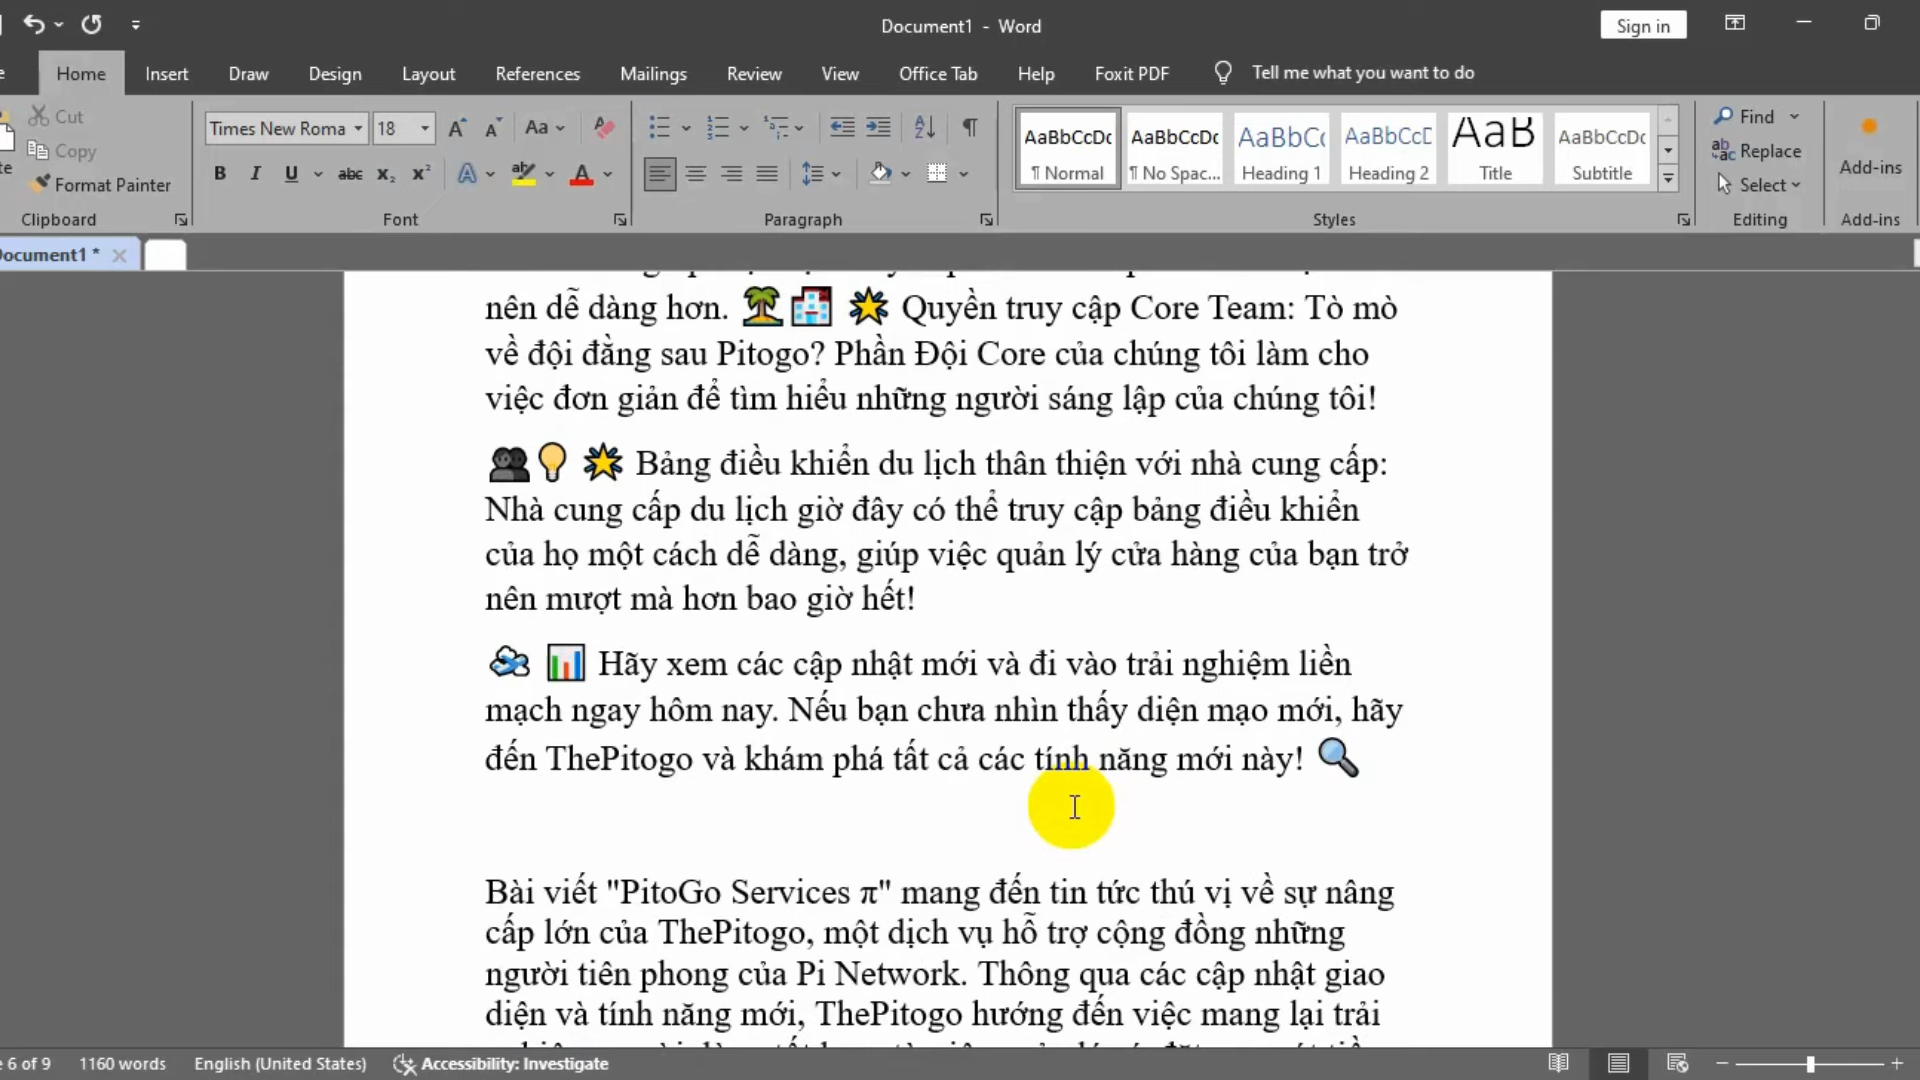 Document1 - Word
Sign in
Home Insert Draw Design Layout References Mailings Review View Office Tab Help Foxit PDF Tell me what you want to do
Cut
Copy
Format Painter
Clipboard
Times New Roma 18
Font
Paragraph
AaBbCcDc AaBbCcDc AaBbCc AaBbCcD AaB AaBbCcDc
¶ Normal ¶ No Spac... Heading 1 Heading 2 Title Subtitle
Styles
Find
Replace
Select
Editing
Add-ins
Add-ins
Document1 *
nên dễ dàng hơn. Quyền truy cập Core Team: Tò mò
về đội đằng sau Pitogo? Phần Đội Core của chúng tôi làm cho
việc đơn giản để tìm hiểu những người sáng lập của chúng tôi!
Bảng điều khiển du lịch thân thiện với nhà cung cấp:
Nhà cung cấp du lịch giờ đây có thể truy cập bảng điều khiển
của họ một cách dễ dàng, giúp việc quản lý cửa hàng của bạn trở
nên mượt mà hơn bao giờ hết!
Hãy xem các cập nhật mới và đi vào trải nghiệm liền
mạch ngay hôm nay. Nếu bạn chưa nhìn thấy diện mạo mới, hãy
đến ThePitogo và khám phá tất cả các tính năng mới này!
Bài viết "PitoGo Services π" mang đến tin tức thú vị về sự nâng
cấp lớn của ThePitogo, một dịch vụ hỗ trợ cộng đồng những
người tiên phong của Pi Network. Thông qua các cập nhật giao
diện và tính năng mới, ThePitogo hướng đến việc mang lại trải
6 of 9 1160 words English (United States) Accessibility: Investigate